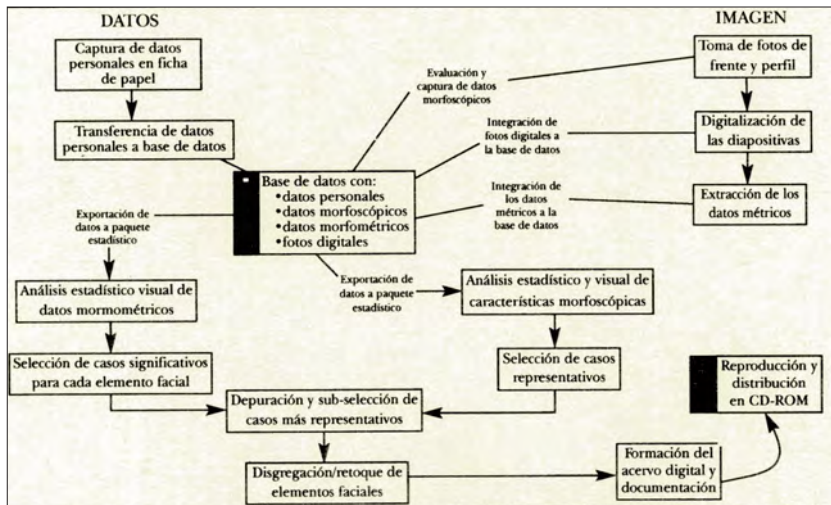 DATOS
IMAGEN
Captura de datos
personales en ficha
de papel
Toma de fotos de
frente y perfil
Evaluación y
captura de datos
morfoscópicos
Transferencia de datos
personales a base de datos
Integración de
fotos digitales a
la base de datos
Digitalización de
las diapositivas
Base de datos con:
•datos personales
•datos morfoscópicos
•datos morfométricos
•fotos digitales
Integración de
los datos
métricos a la
base de datos
Extracción de los
datos métricos
Exportación de
datos a paquete
estadístico
Exportación de
datos a paquete
estadístico
Análisis estadístico visual de
datos mormométricos
Análisis estadístico y visual de
características morfoscópicas
Selección de casos significativos
para cada elemento facial
Selección de casos
representativos
Reproducción y
distribución
en CD-ROM
Depuración y sub-selección de
casos más representativos
Disgregación/retoque de
elementos faciales
Formación del
acervo digital y
documentación